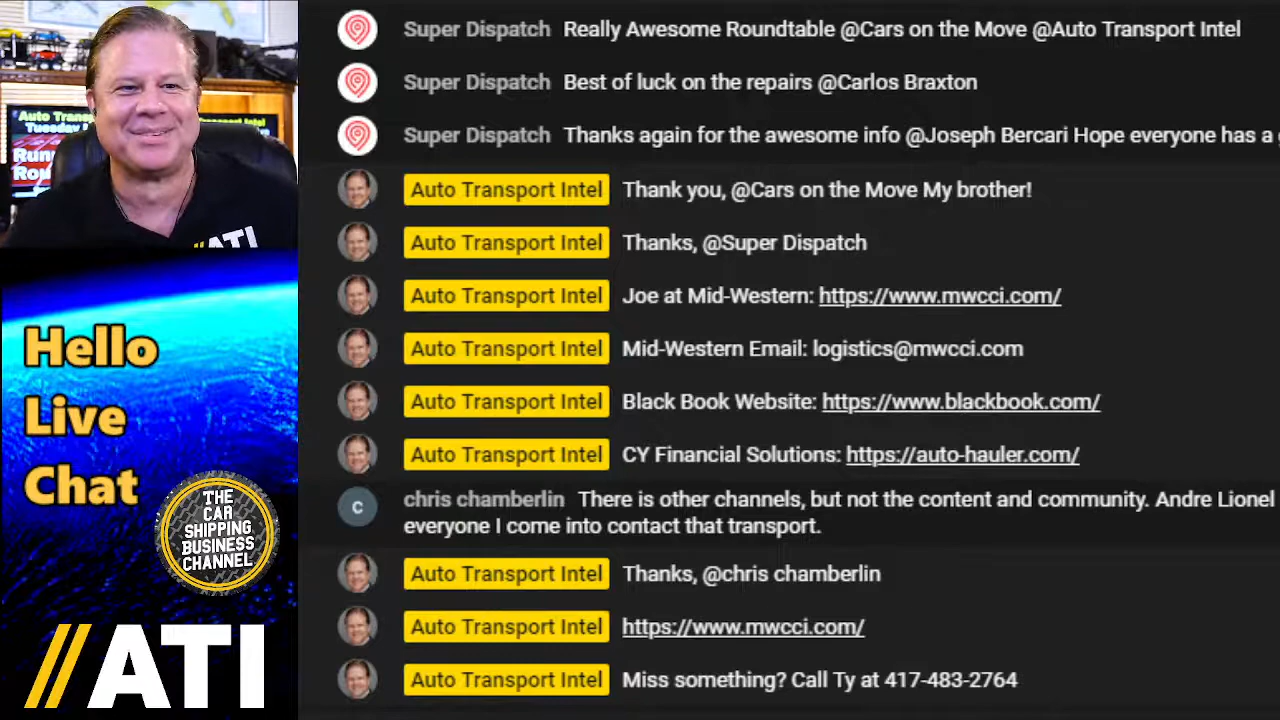 Super Dispatch Really Awesome Roundtable @Cars on the Move @Auto Transport Intel
Super Dispatch Best of luck on the repairs @Carlos Braxton
Super Dispatch Thanks again for the awesome info @Joseph Bercari Hope everyone has a
Auto Transport Intel Thank you, @Cars on the Move My brother!
Auto Transport Intel Thanks, @Super Dispatch
Auto Transport Intel Joe at Mid-Western: https://www.mwcci.com/
Auto Transport Intel Mid-Western Email: logistics@mwcci.com
Auto Transport Intel Black Book Website: https://www.blackbook.com/
Auto Transport Intel CY Financial Solutions: https://auto-hauler.com/
C
chris chamberlin There is other channels, but not the content and community. Andre Lionel
everyone I come into contact that transport.
Auto Transport Intel Thanks, @chris chamberlin
Auto Transport Intel https://www.mwcci.com/
Auto Transport Intel Miss something? Call Ty at 417-483-2764
Auto
Tuesday
//ATI
Hello
Live
Chat
THE
CAR
SHIPPING
BUSINESS
CHANNEL
//ATI